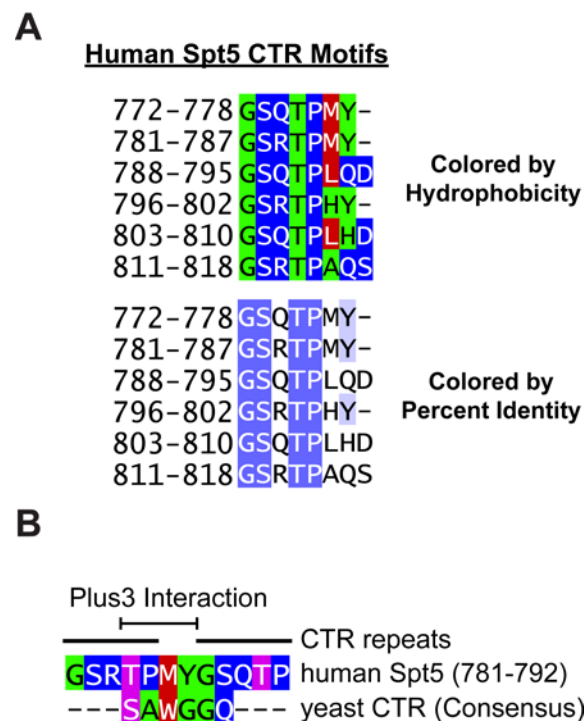 A
Human Spt5 CTR Motifs
772-778 GSQTPMY-
781-787 GSRTPMY-
788-795 GSQTPLQD
796-802 GSRTPHY-
803-810 GSQTPLHD
811-818 GSRTPAQS
Colored by
Hydrophobicity
772-778 GSQTPMY-
781-787 GSRTPMY-
788-795 GSQTPLQD
796-802 GSRTPHY-
803-810 GSQTPLHD
811-818 GSRTPAQS
Colored by
Percent Identity
B
Plus3 Interaction
CTR repeats
GSRTPMYGSQTP human Spt5 (781-792)
---SAWGGQ---- yeast CTR (Consensus)